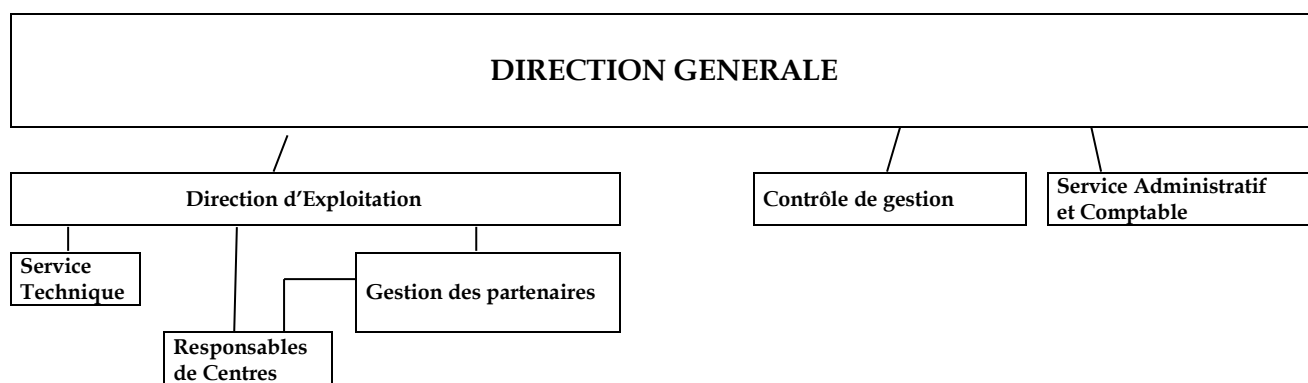 DIRECTION GENERALE
Direction d’Exploitation
Contrôle de gestion
Service Administratif
et Comptable
Service
Technique
Gestion des partenaires
Responsables
de Centres